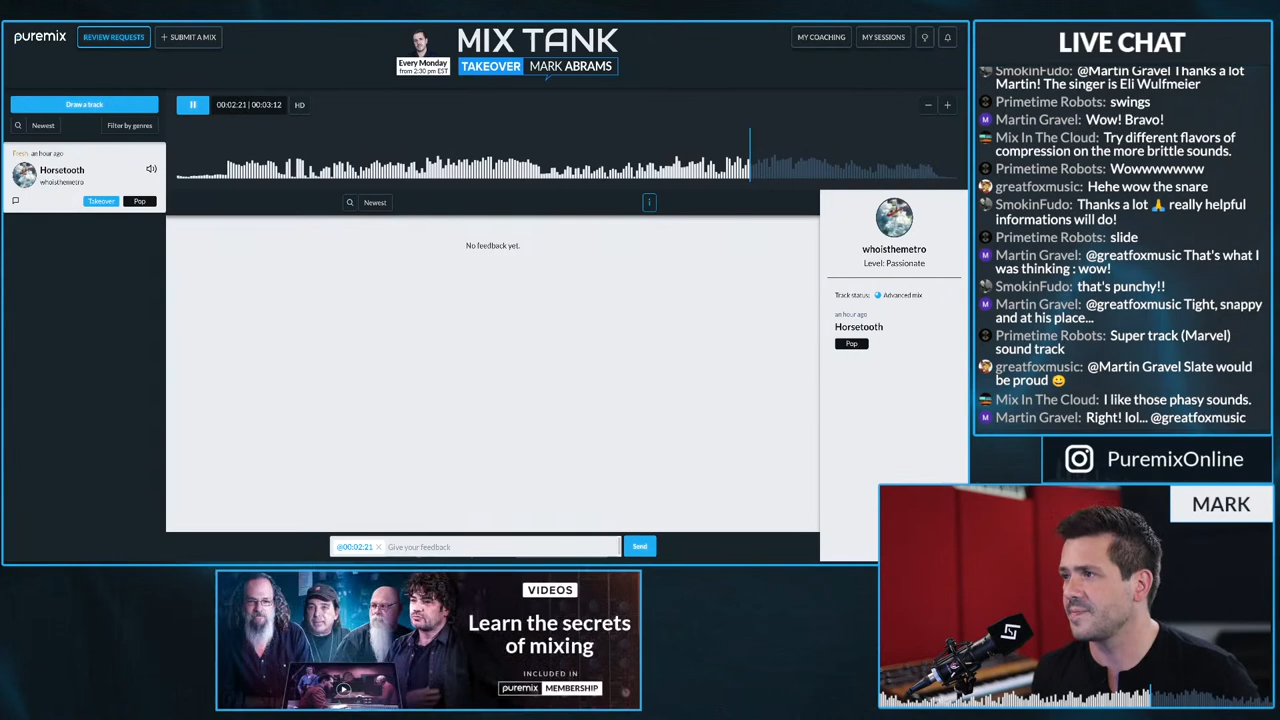 puremix
REVIEW REQUESTS
+ SUBMIT A MIX
Every Monday
from 2:30 pm EST
MIX TANK
TAKEOVER MARK ABRAMS
MY COACHING
MY SESSIONS
Draw a track
Newest
Filter by genres
Fresh an hour ago
Horsetooth
whoisthemetro
Takeover
Pop
00:02:21 | 00:03:12
HD
Newest
No feedback yet.
@00:02:21 × Give your feedback
Send
whoisthemetro
Level: Passionate
Track status: Advanced mix
an hour ago
Horsetooth
Pop
LIVE CHAT
SmokinFudo: @Martin Gravel Thanks a lot
Martin! The singer is Eli Wulfmeier
Primetime Robots: swings
Martin Gravel: Wow! Bravo!
Mix In The Cloud: Try different flavors of
compression on the more brittle sounds.
Primetime Robots: Wowwwwwww
greatfoxmusic: Hehe wow the snare
SmokinFudo: Thanks a lot 🙏 really helpful
informations will do!
Primetime Robots: slide
Martin Gravel: @greatfoxmusic That's what I
was thinking : wow!
SmokinFudo: that's punchy!!
Martin Gravel: @greatfoxmusic Tight, snappy
and at his place...
Primetime Robots: Super track (Marvel)
sound track
greatfoxmusic: @Martin Gravel Slate would
be proud 😀
Mix In The Cloud: I like those phasy sounds.
Martin Gravel: Right! lol... @greatfoxmusic
PuremixOnline
MARK
VIDEOS
Learn the secrets
of mixing
INCLUDED IN
puremix MEMBERSHIP